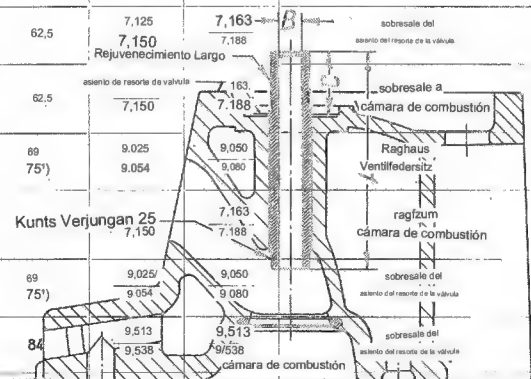 7,125 7,163 B sobresale del
62,5 7,150 7,188 asiento del resorte de la válvula
Rejuvenecimiento Largo
asiento de resorte de válvula 163. sobresale a
62,5 7,150 7.188 cámara de combustión
69 9.025 9,050 Raghaus
75¹) 9.054 9,080 Ventilfedersitz
7,163 ragfzum
Kunts Verjungan 25 7,150 7.188 cámara de combustión
69 9,025/ 9,050 sobresale del
75¹) 9 054 9 080 asiento del resorte de la válvula
84 9,513 9,513 sobresale del
9,538 9/538 asiento del resorte de la válvula
cámara de combustión